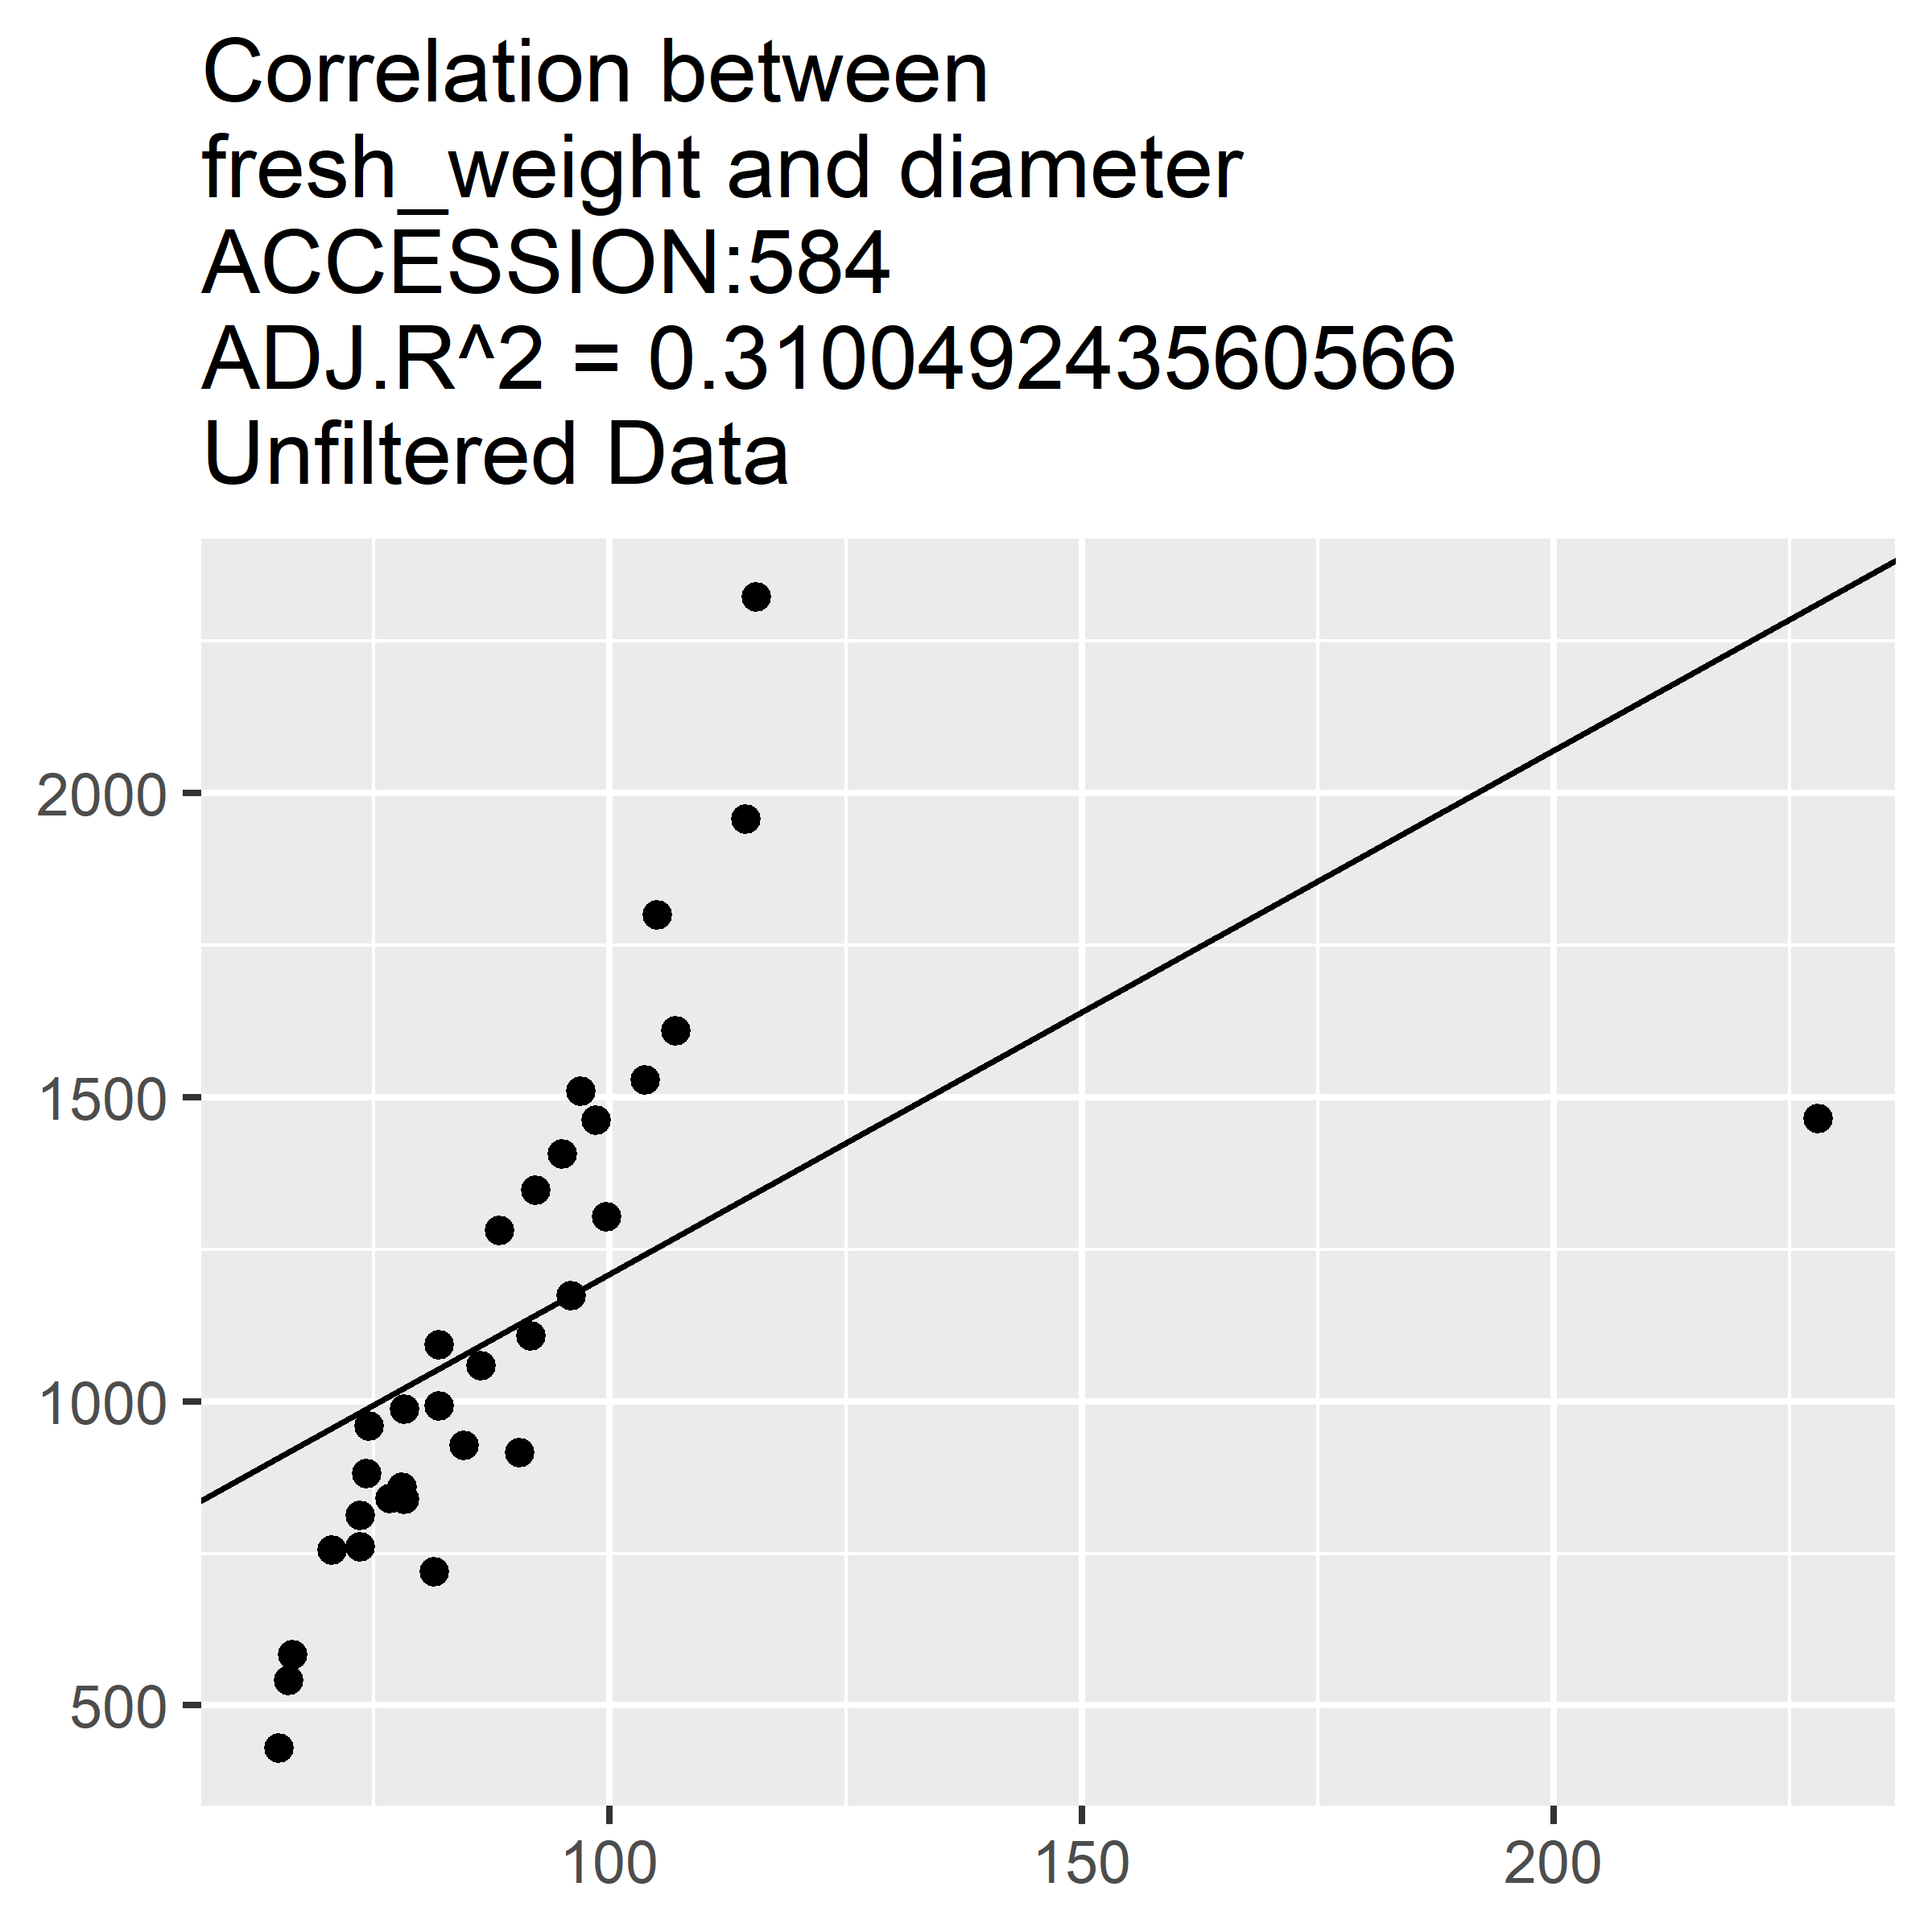 Correlation between
fresh_weight and diameter
ACCESSION:584
ADJ.R^2 = 0.310049243560566
Unfiltered Data
2000
1500
1000
500
100
150
200